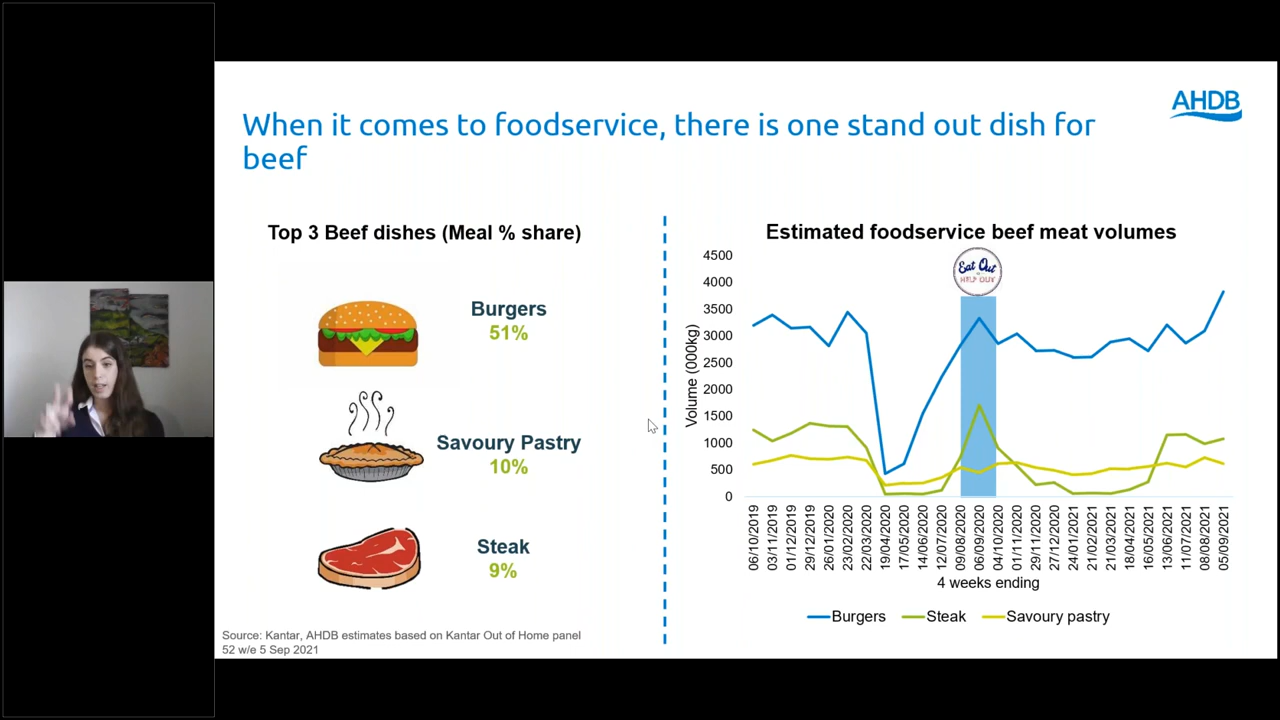 AHDB
When it comes to foodservice, there is one stand out dish for
beef
Top 3 Beef dishes (Meal % share)
Burgers
51%
Savoury Pastry
10%
Steak
9%
Source: Kantar, AHDB estimates based on Kantar Out of Home panel
52 w/e 5 Sep 2021
Estimated foodservice beef meat volumes
Eat Out
to
HELP OUT
Volume (000kg)
4500
4000
3500
3000
2500
2000
1500
1000
500
0
06/10/2019
03/11/2019
01/12/2019
29/12/2019
26/01/2020
23/02/2020
22/03/2020
19/04/2020
17/05/2020
14/06/2020
12/07/2020
09/08/2020
06/09/2020
04/10/2020
01/11/2020
29/11/2020
27/12/2020
24/01/2021
21/02/2021
21/03/2021
18/04/2021
16/05/2021
13/06/2021
11/07/2021
08/08/2021
05/09/2021
4 weeks ending
Burgers
Steak
Savoury pastry